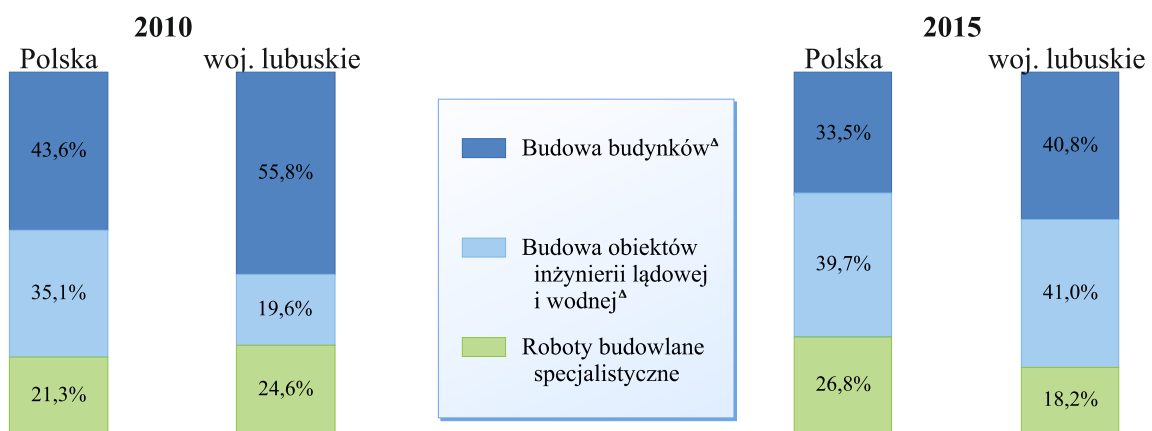 2010
Polska
woj. lubuskie
43,6%
55,8%
35,1%
19,6%
21,3%
24,6%
Budowa budynkówᐞ
Budowa obiektów
inżynierii lądowej
i wodnejᐞ
Roboty budowlane
specjalistyczne
2015
Polska
woj. lubuskie
33,5%
40,8%
39,7%
41,0%
26,8%
18,2%